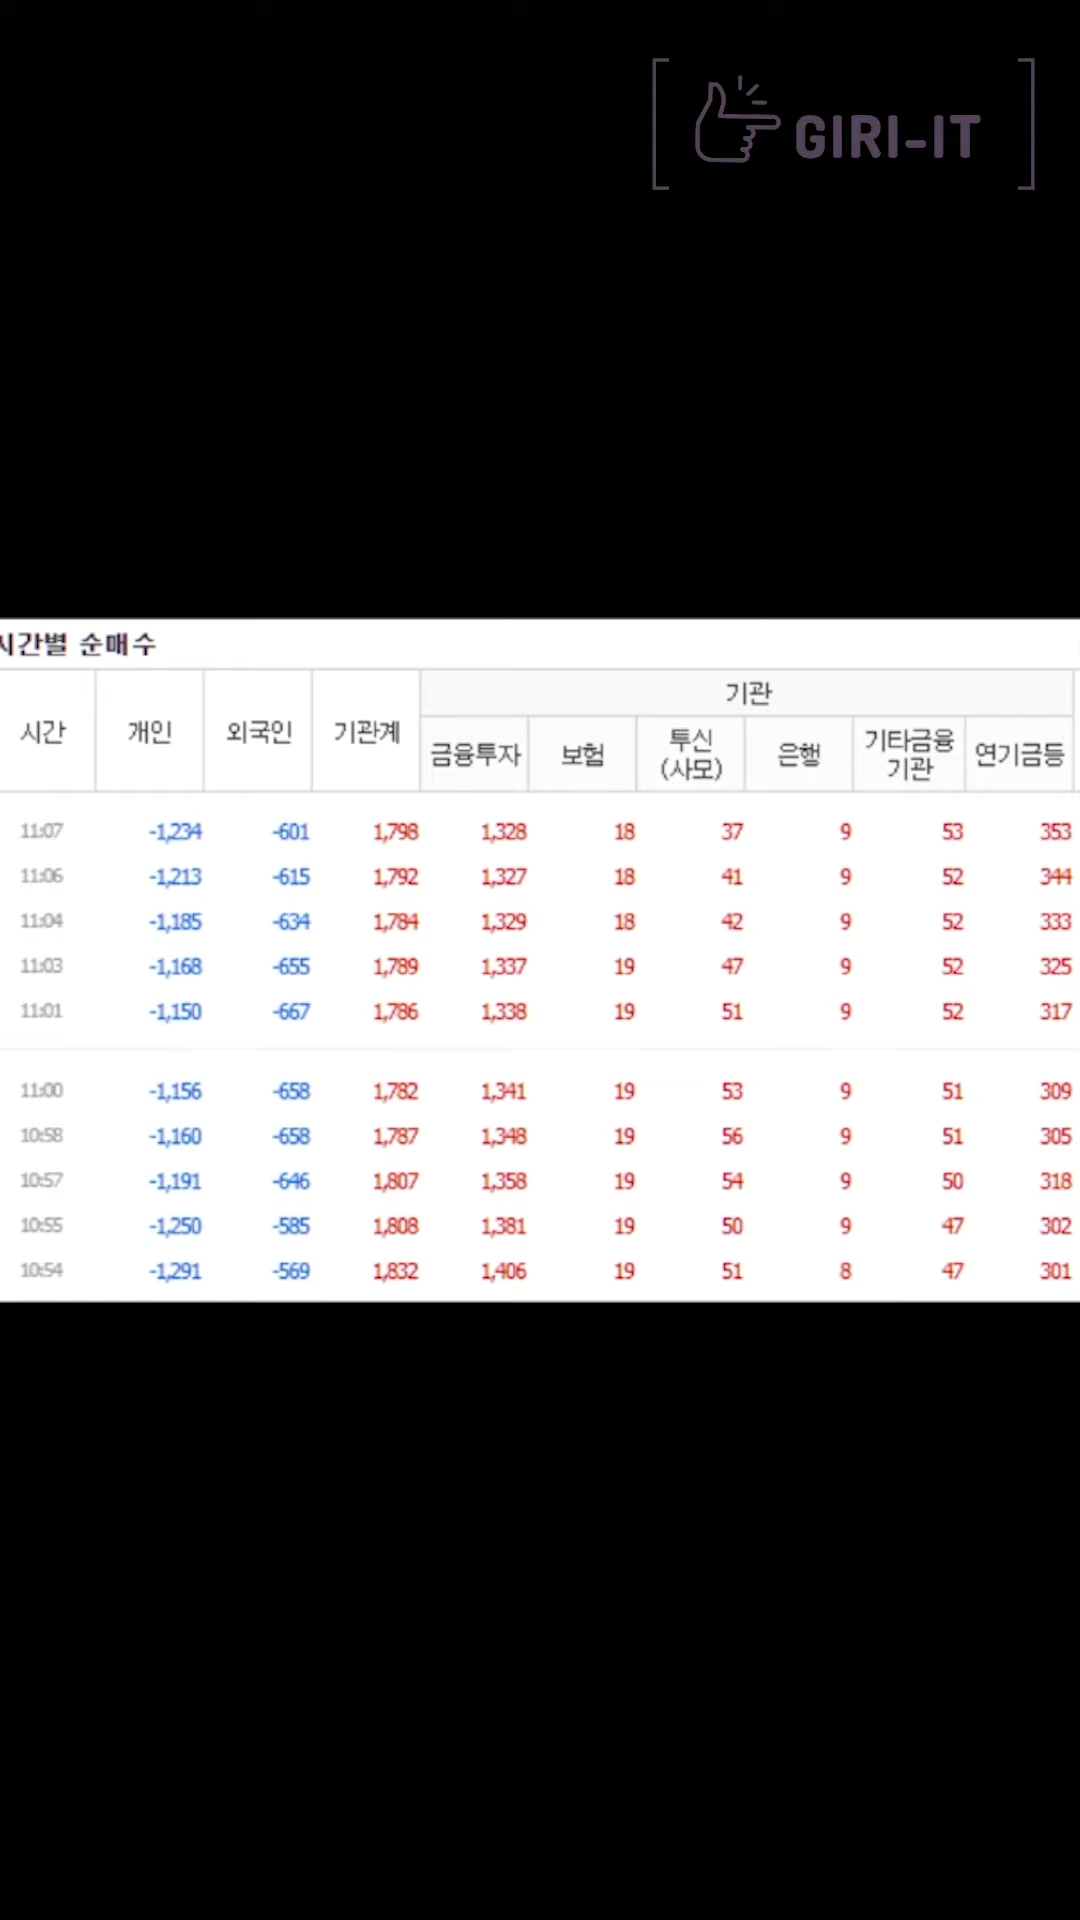 GIRI-IT
시간별 순매수
시간 개인 외국인 기관계 기관
금융투자 보험 투신(사모) 은행 기타금융기관 연기금등
11:07 -1,234 -601 1,798 1,328 18 37 9 53 353
11:06 -1,213 -615 1,792 1,327 18 41 9 52 344
11:04 -1,185 -634 1,784 1,329 18 42 9 52 333
11:03 -1,168 -655 1,789 1,337 19 47 9 52 325
11:01 -1,150 -667 1,786 1,338 19 51 9 52 317
11:00 -1,156 -658 1,782 1,341 19 53 9 51 309
10:58 -1,160 -658 1,787 1,348 19 56 9 51 305
10:57 -1,191 -646 1,807 1,358 19 54 9 50 318
10:55 -1,250 -585 1,808 1,381 19 50 9 47 302
10:54 -1,291 -569 1,832 1,406 19 51 8 47 301